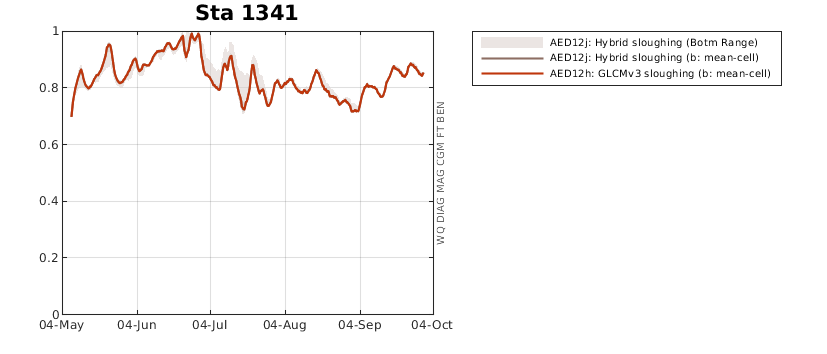 Sta 1341
1
0.8
0.6
0.4
0.2
0
04-May
04-Jun
04-Jul
04-Aug
04-Sep
04-Oct
WQ DIAG MAG CGM FT BEN
AED12j: Hybrid sloughing (Botm Range)
AED12j: Hybrid sloughing (b: mean-cell)
AED12h: GLCMv3 sloughing (b: mean-cell)